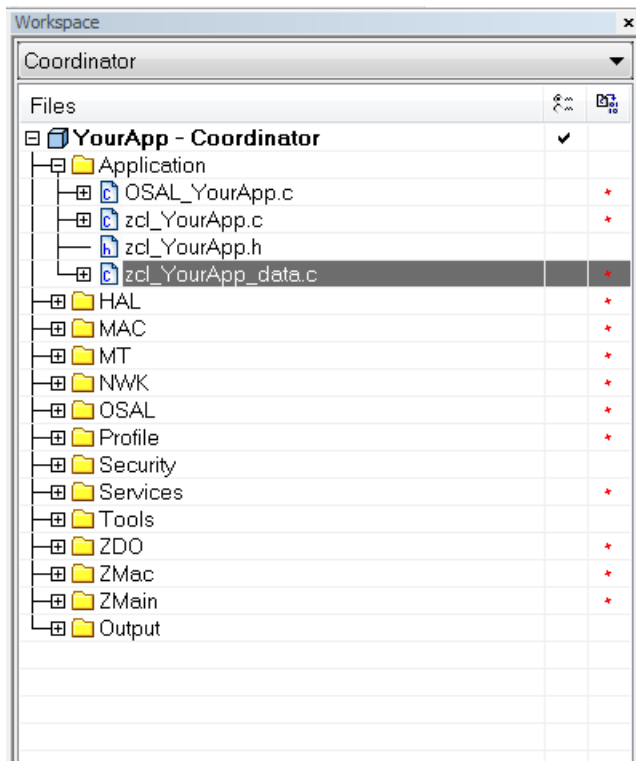 Workspace
Coordinator
Files
YourApp - Coordinator
Application
OSAL_YourApp.c
zcl_YourApp.c
zcl_YourApp.h
zcl_YourApp_data.c
HAL
MAC
MT
NWK
OSAL
Profile
Security
Services
Tools
ZDO
ZMac
ZMain
Output